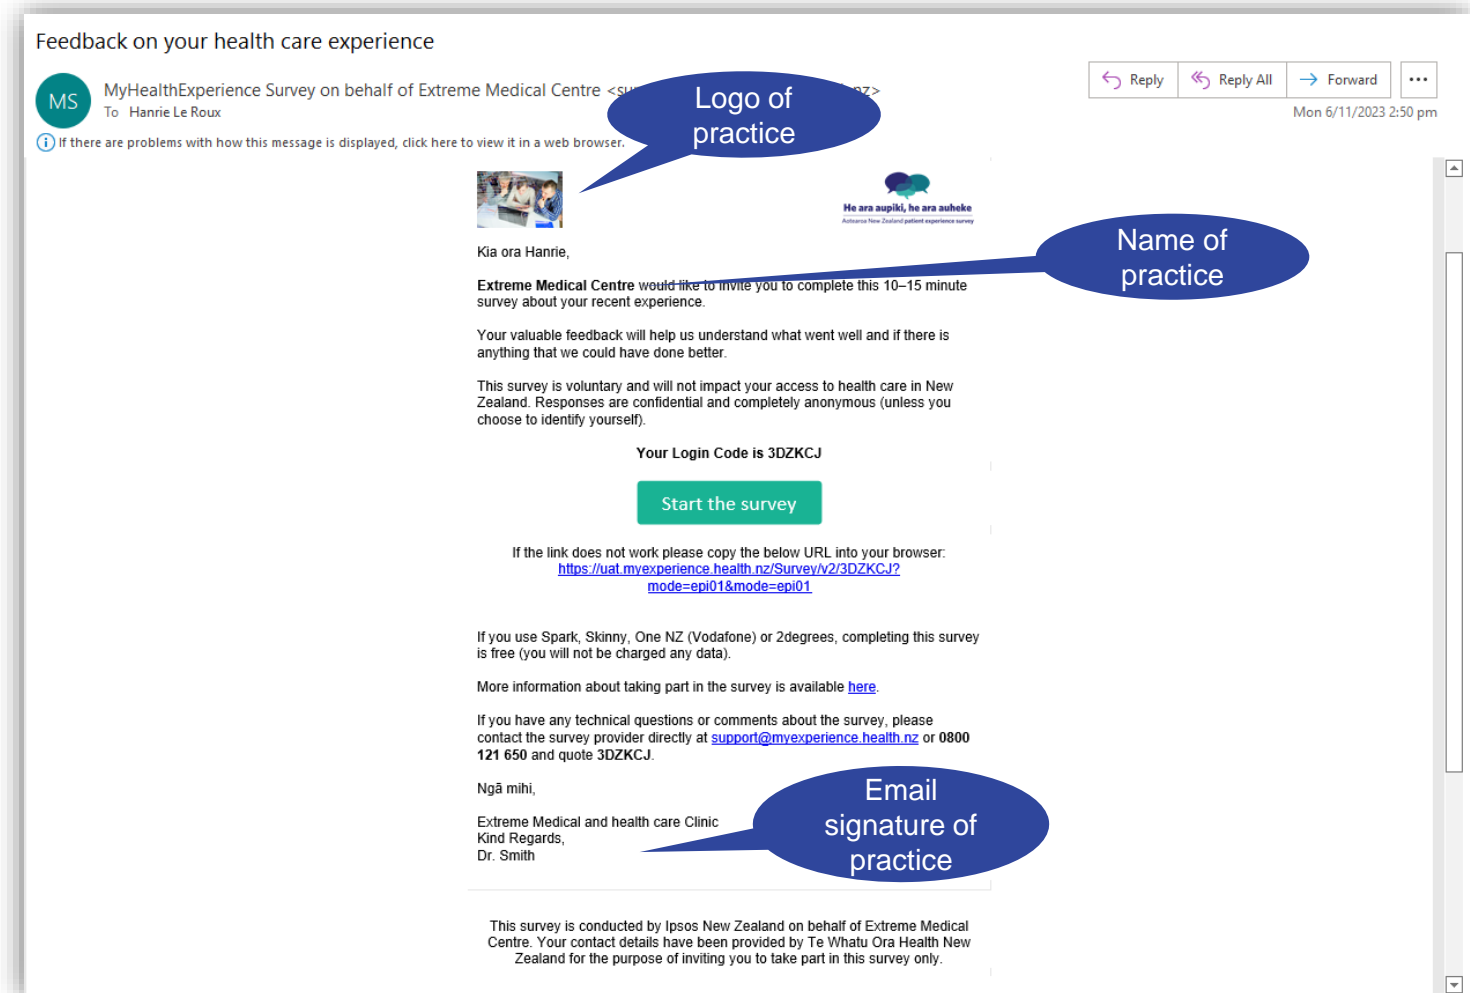 Feedback on your health care experience
MS
MyHealthExperience Survey on behalf of Extreme Medical Centre <su nz>
To Hanrie Le Roux
Reply
Reply All
Forward
Mon 6/11/2023 2:50 pm
If there are problems with how this message is displayed, click here to view it in a web browser.
Logo of
practice
He ara aupiki, he ara auheke
Aotearoa New Zealand patient experience survey
Kia ora Hanrie,
Name of
practice
Extreme Medical Centre would like to invite you to complete this 10–15 minute
survey about your recent experience.
Your valuable feedback will help us understand what went well and if there is
anything that we could have done better.
This survey is voluntary and will not impact your access to health care in New
Zealand. Responses are confidential and completely anonymous (unless you
choose to identify yourself).
Your Login Code is 3DZKCJ
Start the survey
If the link does not work please copy the below URL into your browser:
https://uat.myexperience.health.nz/Survey/v2/3DZKCJ?
mode=epi01&mode=epi01
If you use Spark, Skinny, One NZ (Vodafone) or 2degrees, completing this survey
is free (you will not be charged any data).
More information about taking part in the survey is available here.
If you have any technical questions or comments about the survey, please
contact the survey provider directly at support@myexperience.health.nz or 0800
121 650 and quote 3DZKCJ.
Ngā mihi,
Extreme Medical and health care Clinic
Kind Regards,
Dr. Smith
Email
signature of
practice
This survey is conducted by Ipsos New Zealand on behalf of Extreme Medical
Centre. Your contact details have been provided by Te Whatu Ora Health New
Zealand for the purpose of inviting you to take part in this survey only.